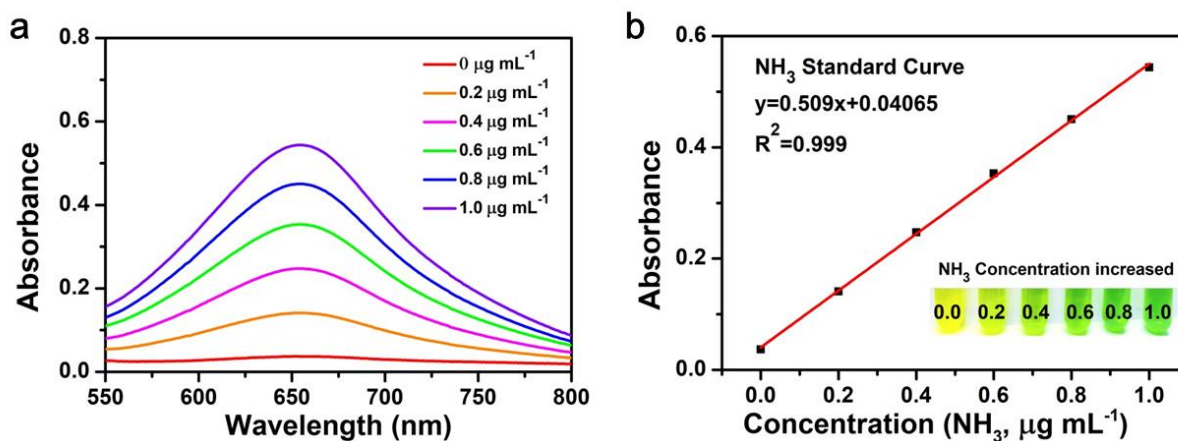 a
0.8
0.6
0.4
0.2
0.0
Absorbance
550
600
650
700
750
800
Wavelength (nm)
0 μg mL⁻¹
0.2 μg mL⁻¹
0.4 μg mL⁻¹
0.6 μg mL⁻¹
0.8 μg mL⁻¹
1.0 μg mL⁻¹
b
0.6
0.4
0.2
0.0
Absorbance
NH₃ Standard Curve
y=0.509x+0.04065
R²=0.999
NH₃ Concentration increased
0.0 0.2 0.4 0.6 0.8 1.0
0.0
0.2
0.4
0.6
0.8
1.0
Concentration (NH₃, μg mL⁻¹)